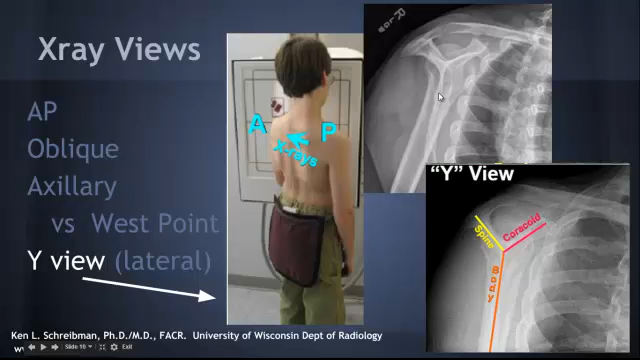 Xray Views
AP
Oblique
Axillary
vs West Point
Y view (lateral)
A
P
X-rays
"Y" View
Spine
Coracoid
Body
Ken L. Schreibman, Ph.D./M.D., FACR. University of Wisconsin Dept of Radiology
Slide 10
Exit